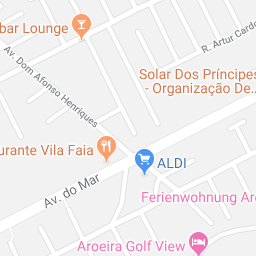 bar Lounge
R. Artur Carde
Av. Dom Afonso Henriques
Solar Dos Príncipes
- Organização De...
urante Vila Faia
ALDI
Av. do Mar
Ferienwohnung Aro
Aroeira Golf View